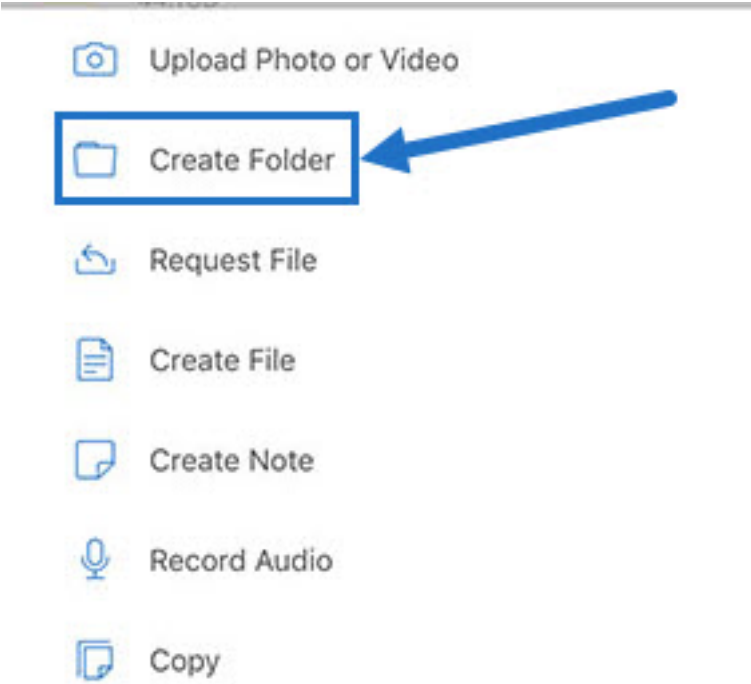 Upload Photo or Video
Create Folder
Request File
Create File
Create Note
Record Audio
Copy